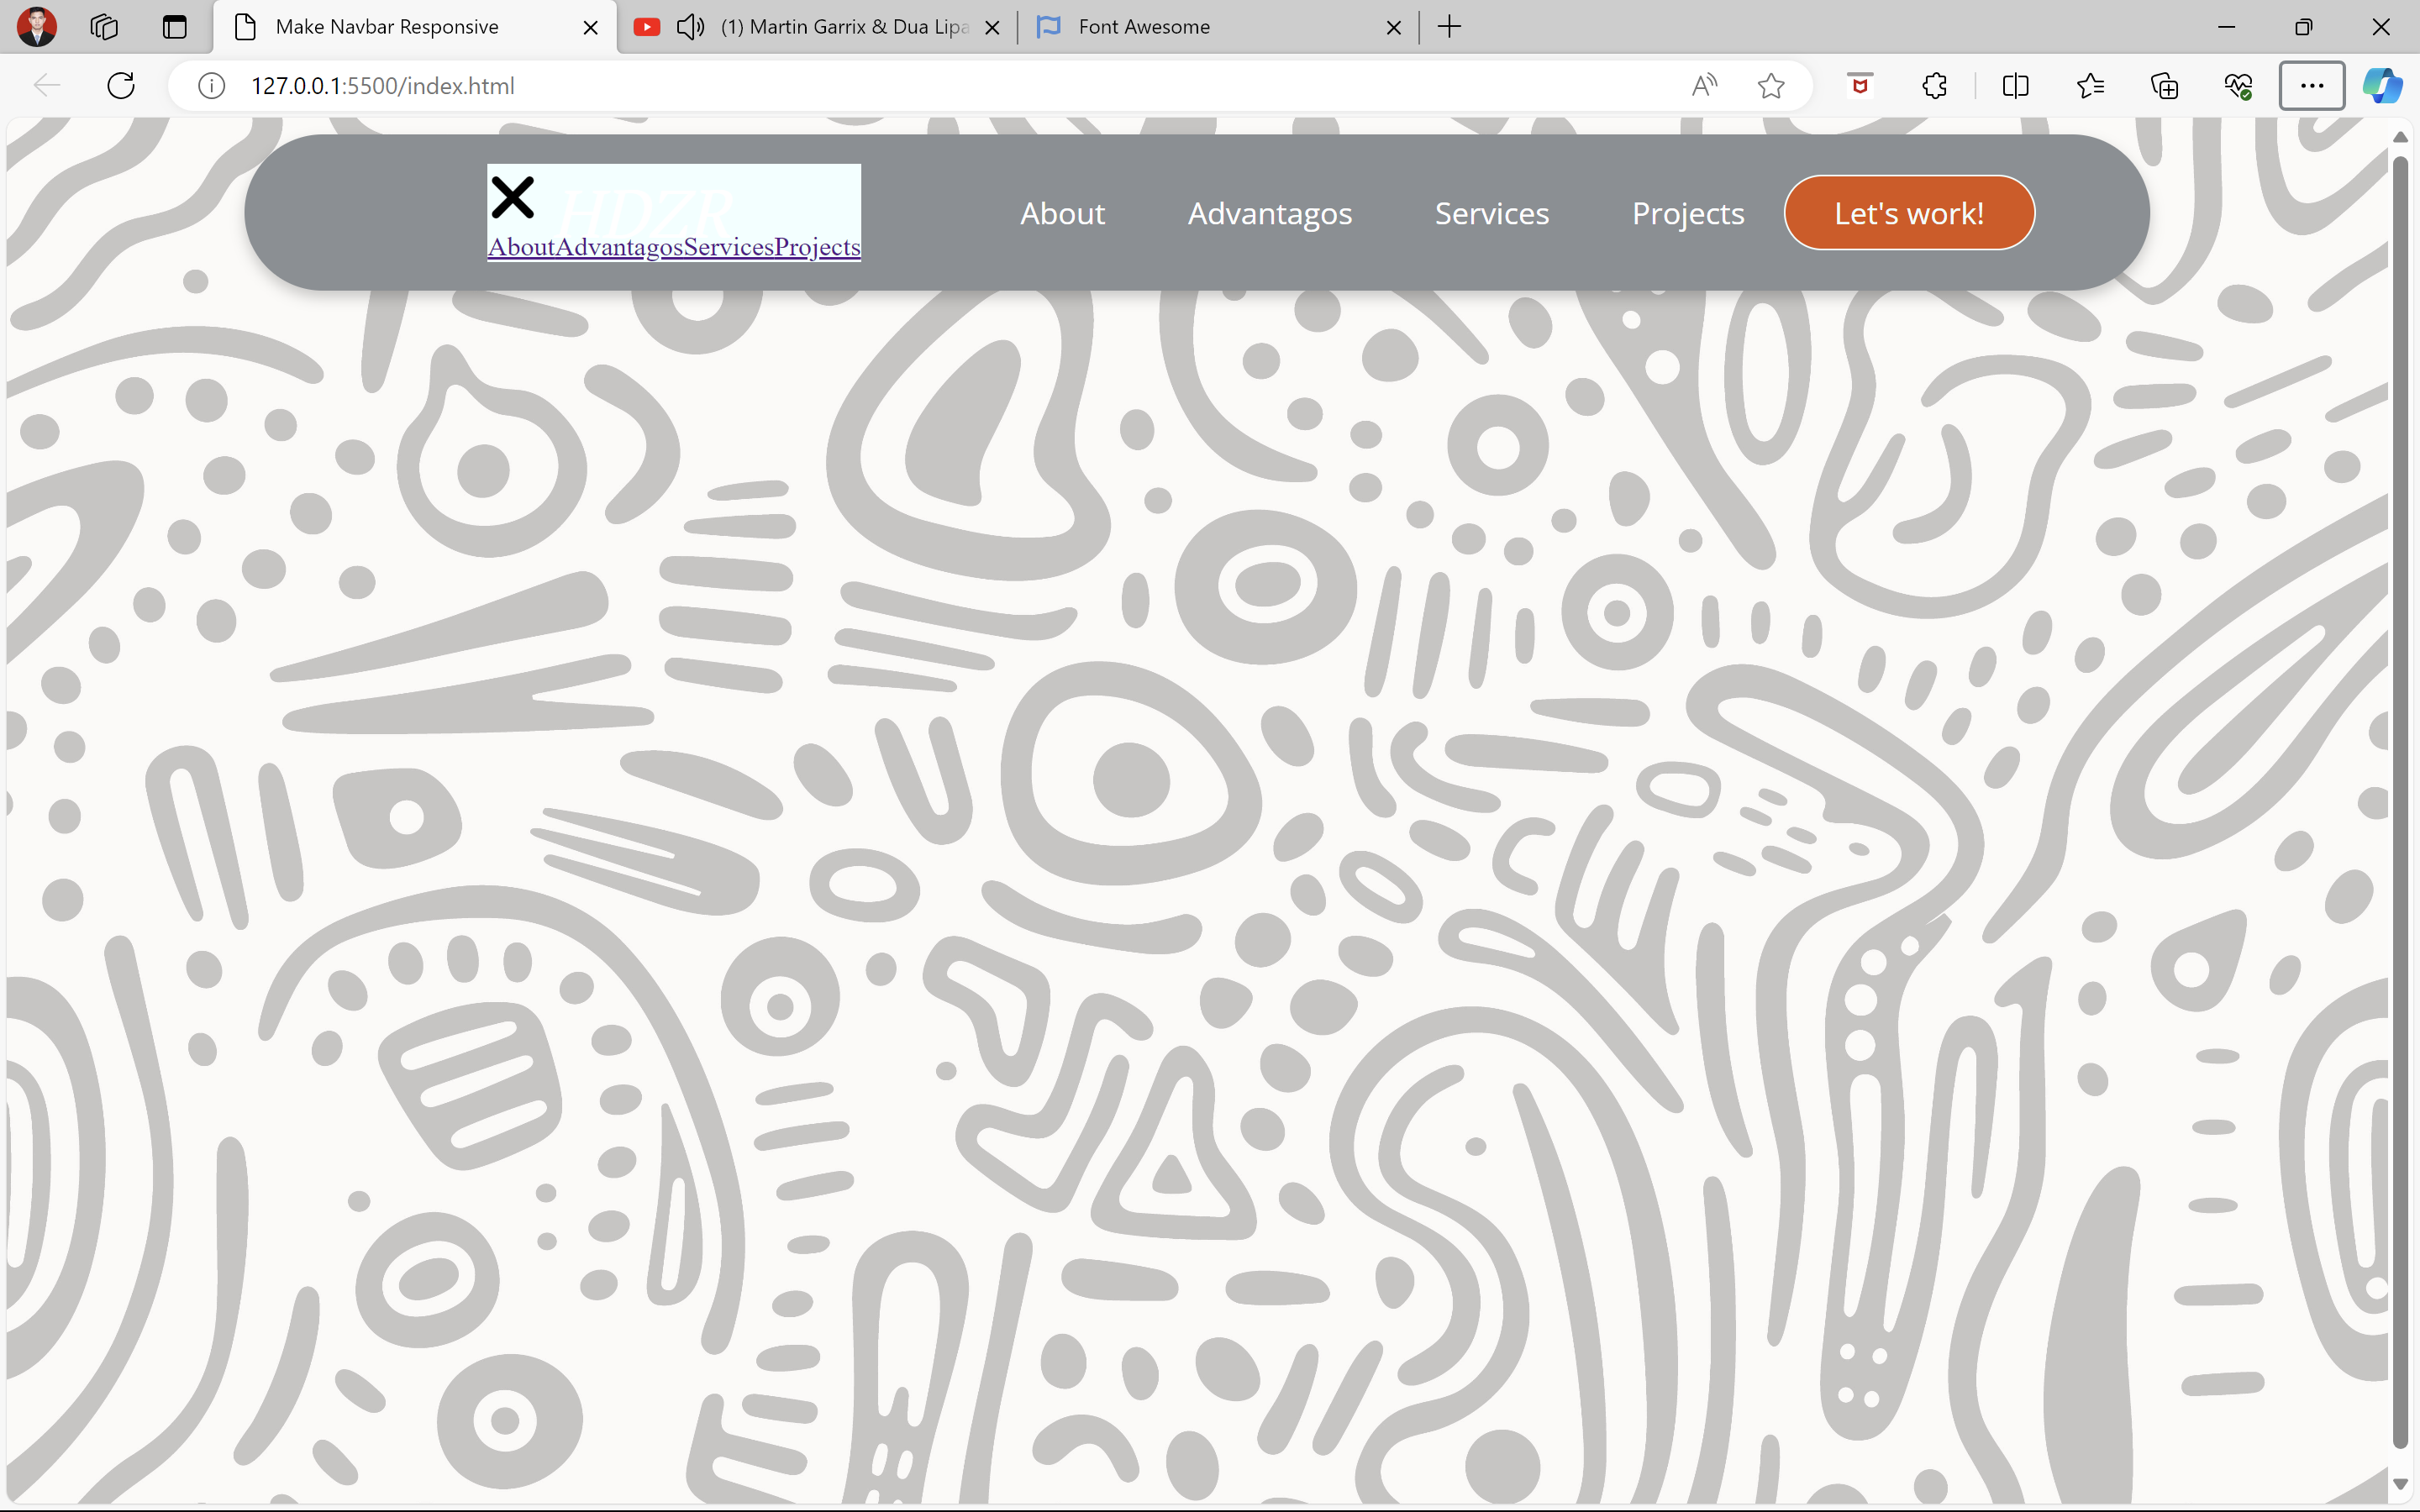 Make Navbar Responsive
(1) Martin Garrix & Dua Lipa
Font Awesome
127.0.0.1:5500/index.html
HDZR
AboutAdvantagosServicesProjects
About
Advantagos
Services
Projects
Let's work!